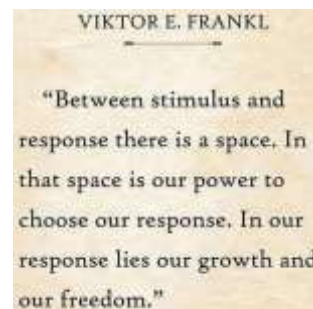 VIKTOR E. FRANKL
“Between stimulus and
response there is a space. In
that space is our power to
choose our response. In our
response lies our growth and
our freedom.”